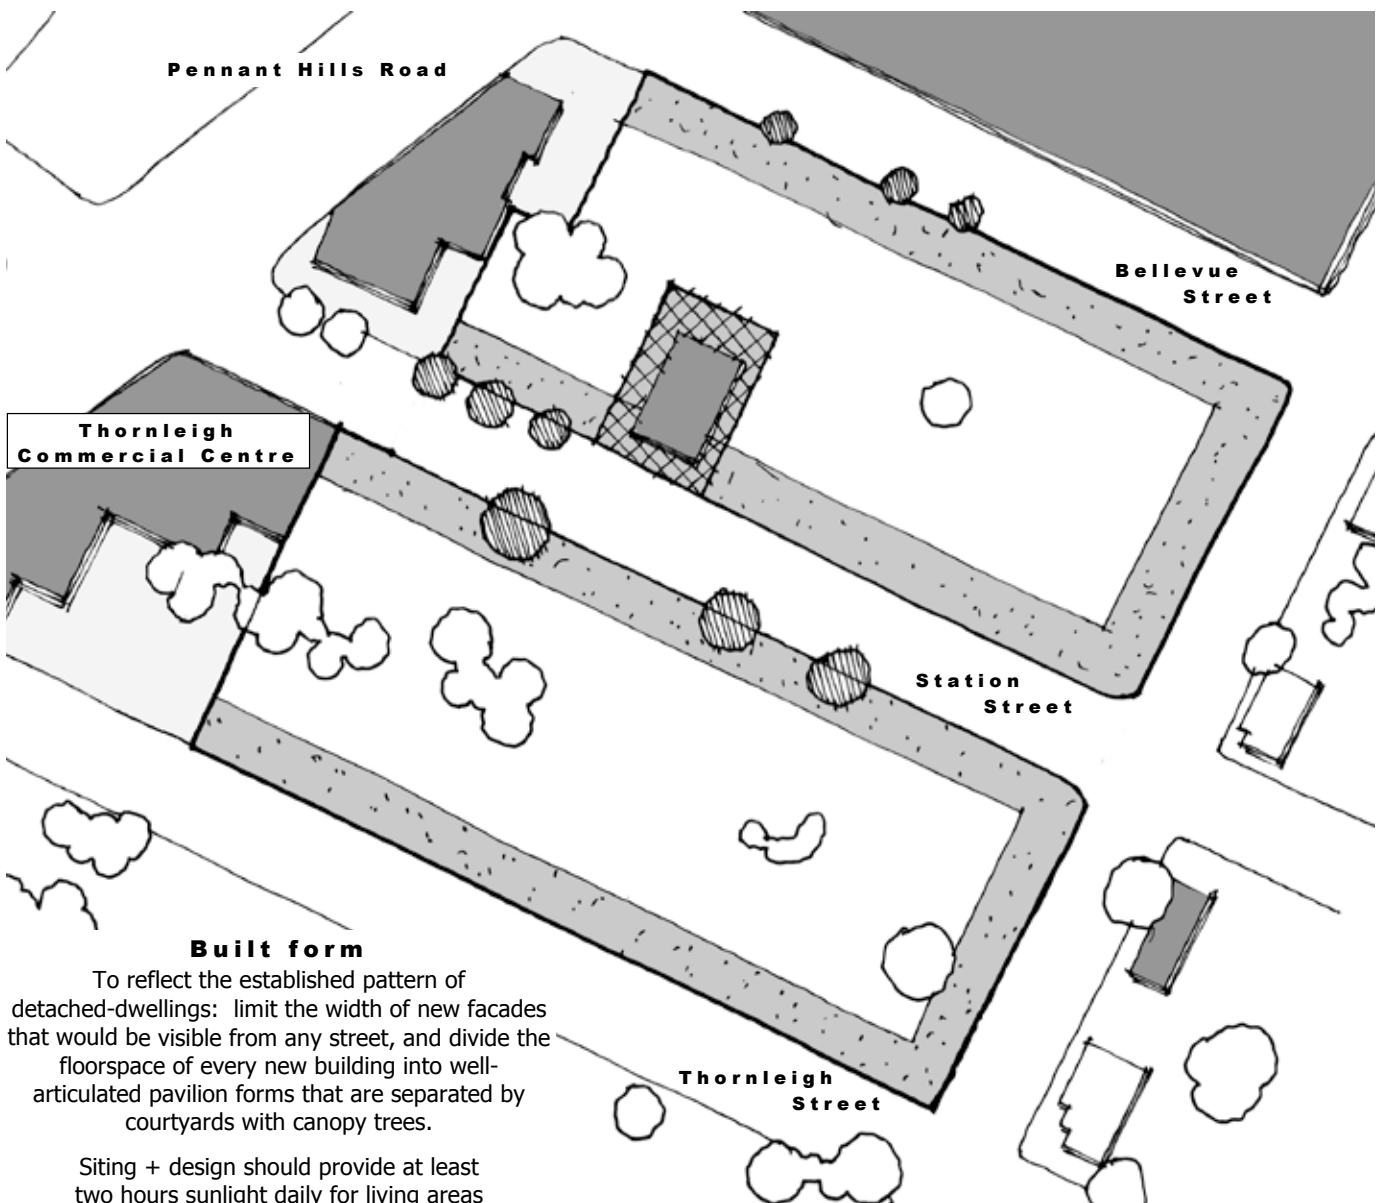 Pennant Hills Road
Bellevue
Street
Thornleigh
Commercial Centre
Station
Street
Built form
To reflect the established pattern of
detached-dwellings:  limit the width of new facades
that would be visible from any street, and divide the
floorspace of every new building into well-
articulated pavilion forms that are separated by
courtyards with canopy trees.
Siting + design should provide at least
two hours sunlight daily for living areas
Thornleigh
Street